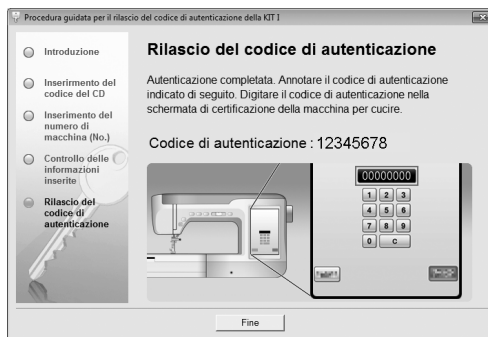 Procedura guidata per il rilascio del codice di autenticazione della KIT I
Introduzione
Inserirmento del
codice del CD
Inserimento del
numero di
macchina (No.)
Controllo delle
informazioni
inserite
Rilascio del
codice di
autenticazione
Rilascio del codice di autenticazione
Autenticazione completata. Annotare il codice di autenticazione
indicato di seguito. Digitare il codice di autenticazione nella
schermata di certificazione della macchina per cucire.
Codice di autenticazione : 12345678
00000000
1 2 3
4 5 6
7 8 9
0 C
Fine